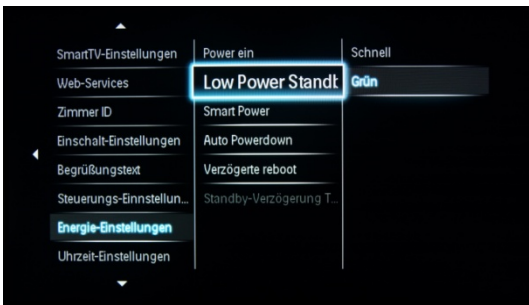 SmartTV-Einstellungen
Web-Services
Zimmer ID
Einschalt-Einstellungen
Begrüßungstext
Steuerungs-Einnstellun...
Energie-Einstellungen
Uhrzeit-Einstellungen
Power ein
Low Power Standt
Smart Power
Auto Powerdown
Verzögerte reboot
Standby-Verzögerung T...
Schnell
Grün